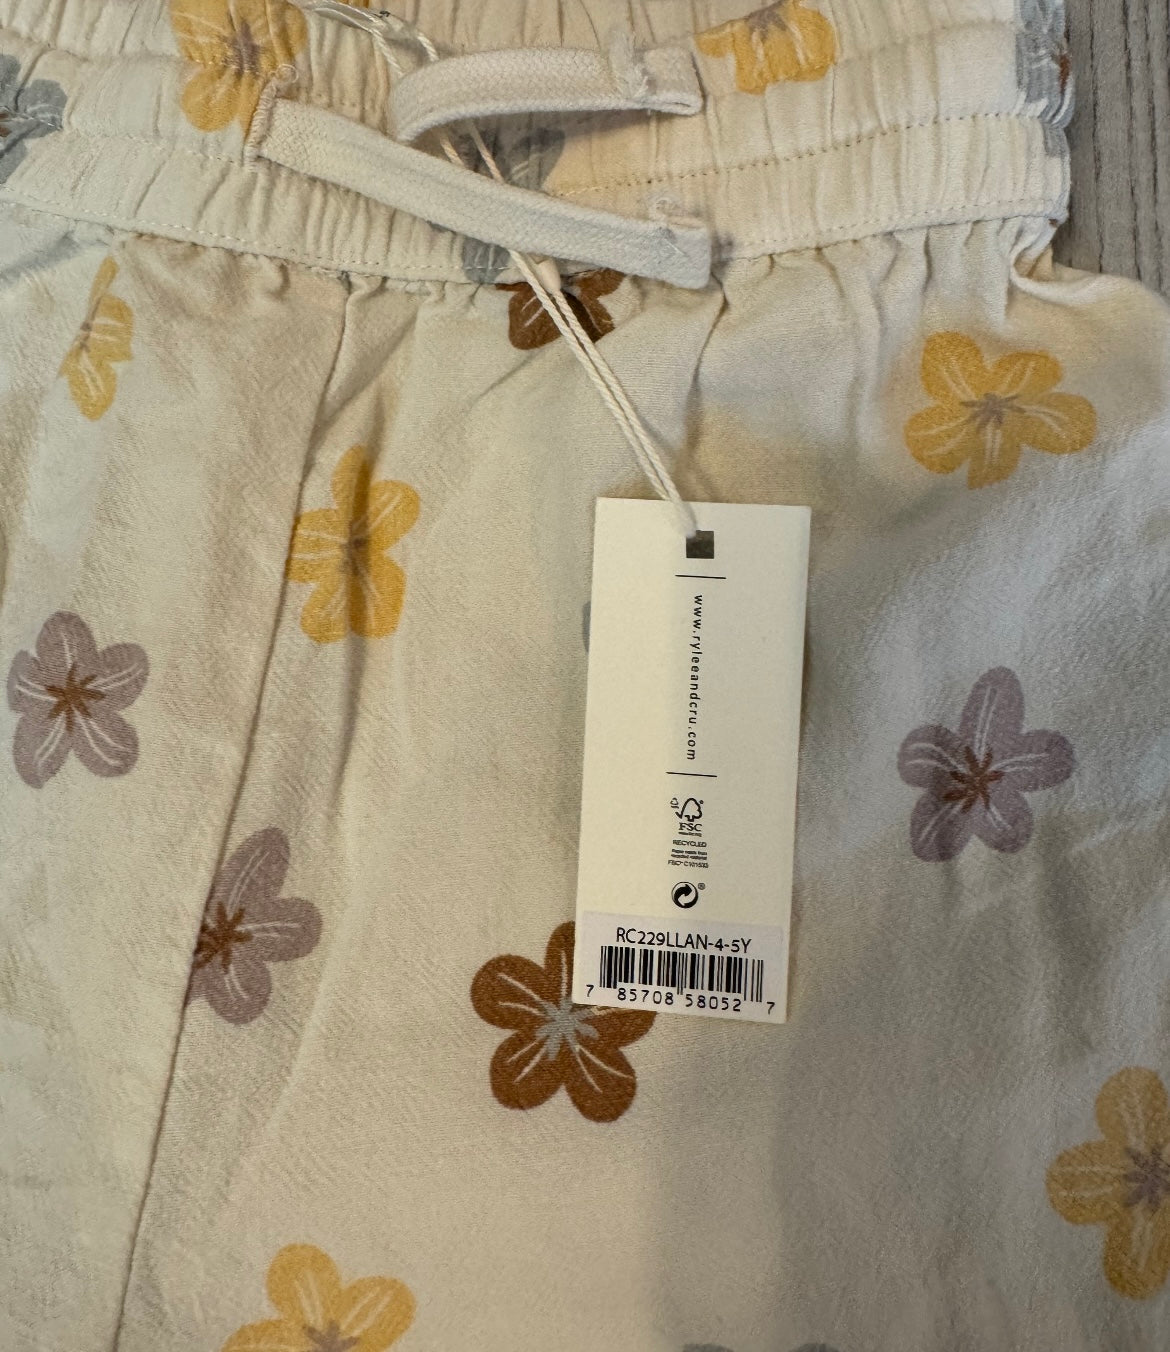 www.ryleeandcru.com
FSC
RECYCLED
RC229LLAN-4-5Y
7 85708 58052 7